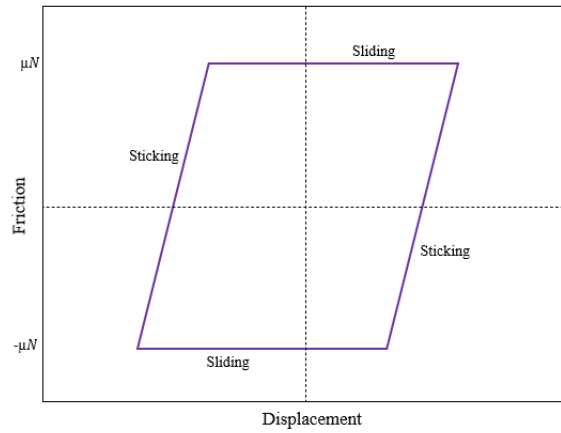 Sliding
μN
Sticking
Friction
Sticking
-μN
Sliding
Displacement